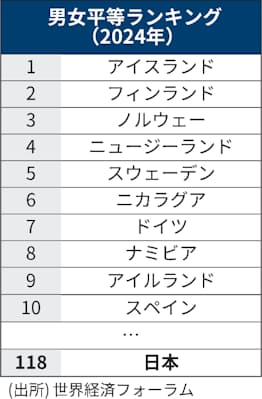 男女平等ランキング
（2024年）
1 アイスランド
2 フィンランド
3 ノルウェー
4 ニュージーランド
5 スウェーデン
6 ニカラグア
7 ドイツ
8 ナミビア
9 アイルランド
10 スペイン
…
118 日本
(出所) 世界経済フォーラム